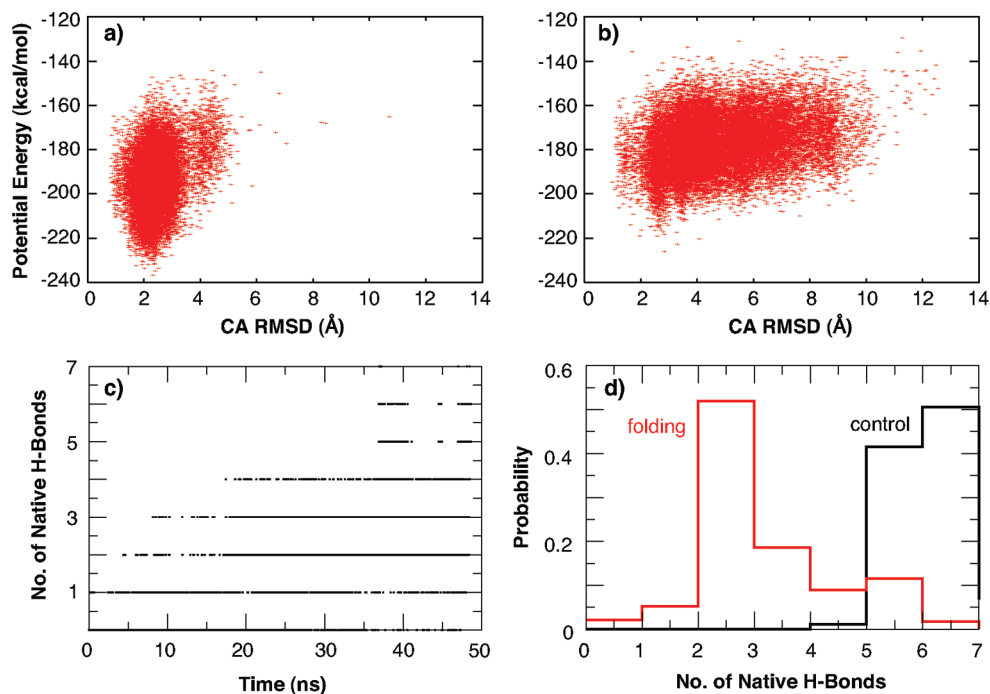 a)
Potential Energy (kcal/mol)
-120
-140
-160
-180
-200
-220
-240
0 2 4 6 8 10 12 14
CA RMSD (Å)
b)
-120
-140
-160
-180
-200
-220
-240
0 2 4 6 8 10 12 14
CA RMSD (Å)
c)
No. of Native H-Bonds
7
5
3
1
0 10 20 30 40 50
Time (ns)
d)
Probability
0.6
0.4
0.2
0
folding
control
0 1 2 3 4 5 6 7
No. of Native H-Bonds